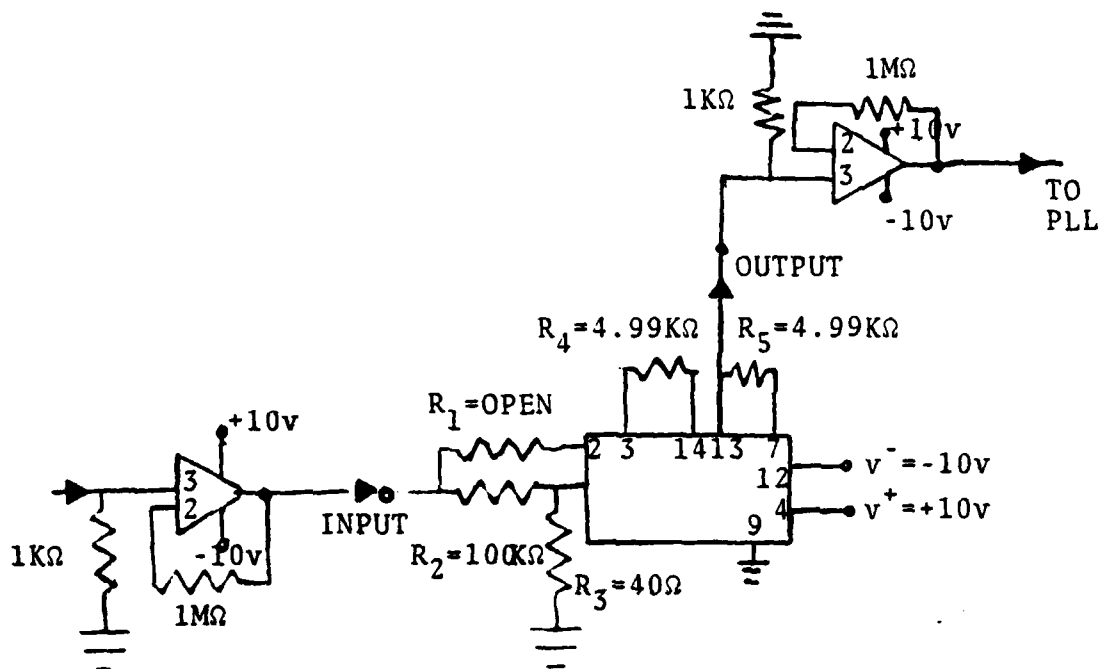 1MΩ
1KΩ
2
+10v
3
-10v
TO
PLL
OUTPUT
R4=4.99KΩ R5=4.99KΩ
R1=OPEN
+10v
2 3 14 13 7
12 v-=-10v
3
2
INPUT
4 v+=+10v
9
-10v
1KΩ
R2=100KΩ
R3=40Ω
1MΩ